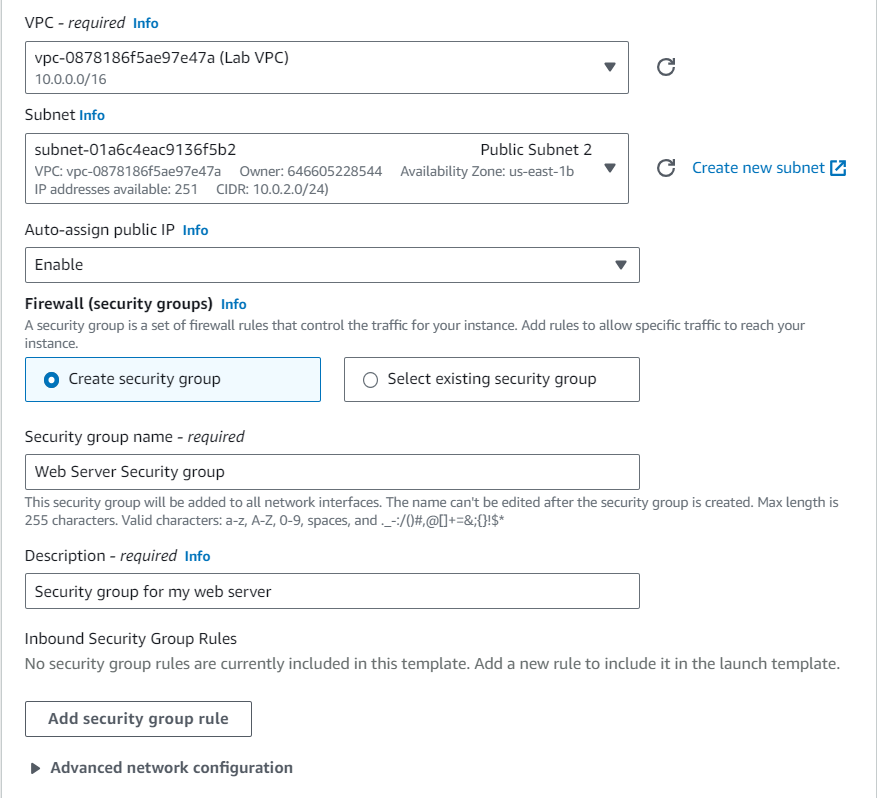 VPC - required Info
vpc-0878186f5ae97e47a (Lab VPC)
10.0.0.0/16
Subnet Info
subnet-01a6c4eac9136f5b2 Public Subnet 2
VPC: vpc-0878186f5ae97e47a Owner: 646605228544 Availability Zone: us-east-1b
IP addresses available: 251 CIDR: 10.0.2.0/24)
Create new subnet
Auto-assign public IP Info
Enable
Firewall (security groups) Info
A security group is a set of firewall rules that control the traffic for your instance. Add rules to allow specific traffic to reach your
instance.
Create security group
Select existing security group
Security group name - required
Web Server Security group
This security group will be added to all network interfaces. The name can't be edited after the security group is created. Max length is
255 characters. Valid characters: a-z, A-Z, 0-9, spaces, and ._-:/()#,@[]+=&;{}!$*
Description - required Info
Security group for my web server
Inbound Security Group Rules
No security group rules are currently included in this template. Add a new rule to include it in the launch template.
Add security group rule
Advanced network configuration